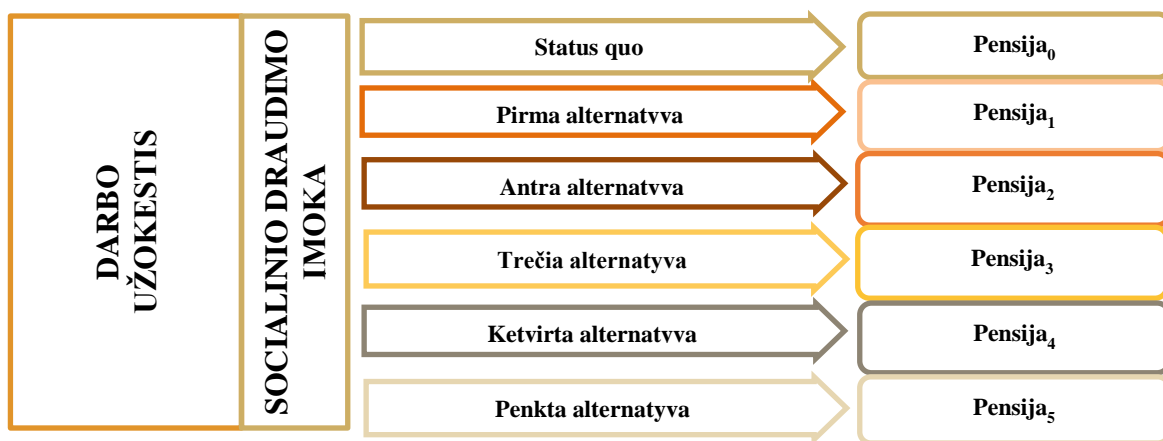 DARBO
UŽOKESTIS
SOCIALINIO DRAUDIMO
IMOKA
Status quo
Pensija₀
Pirma alternatvva
Pensija₁
Antra alternatvva
Pensija₂
Trečia alternatyva
Pensija₃
Ketvirta alternatvva
Pensija₄
Penkta alternatyva
Pensija₅